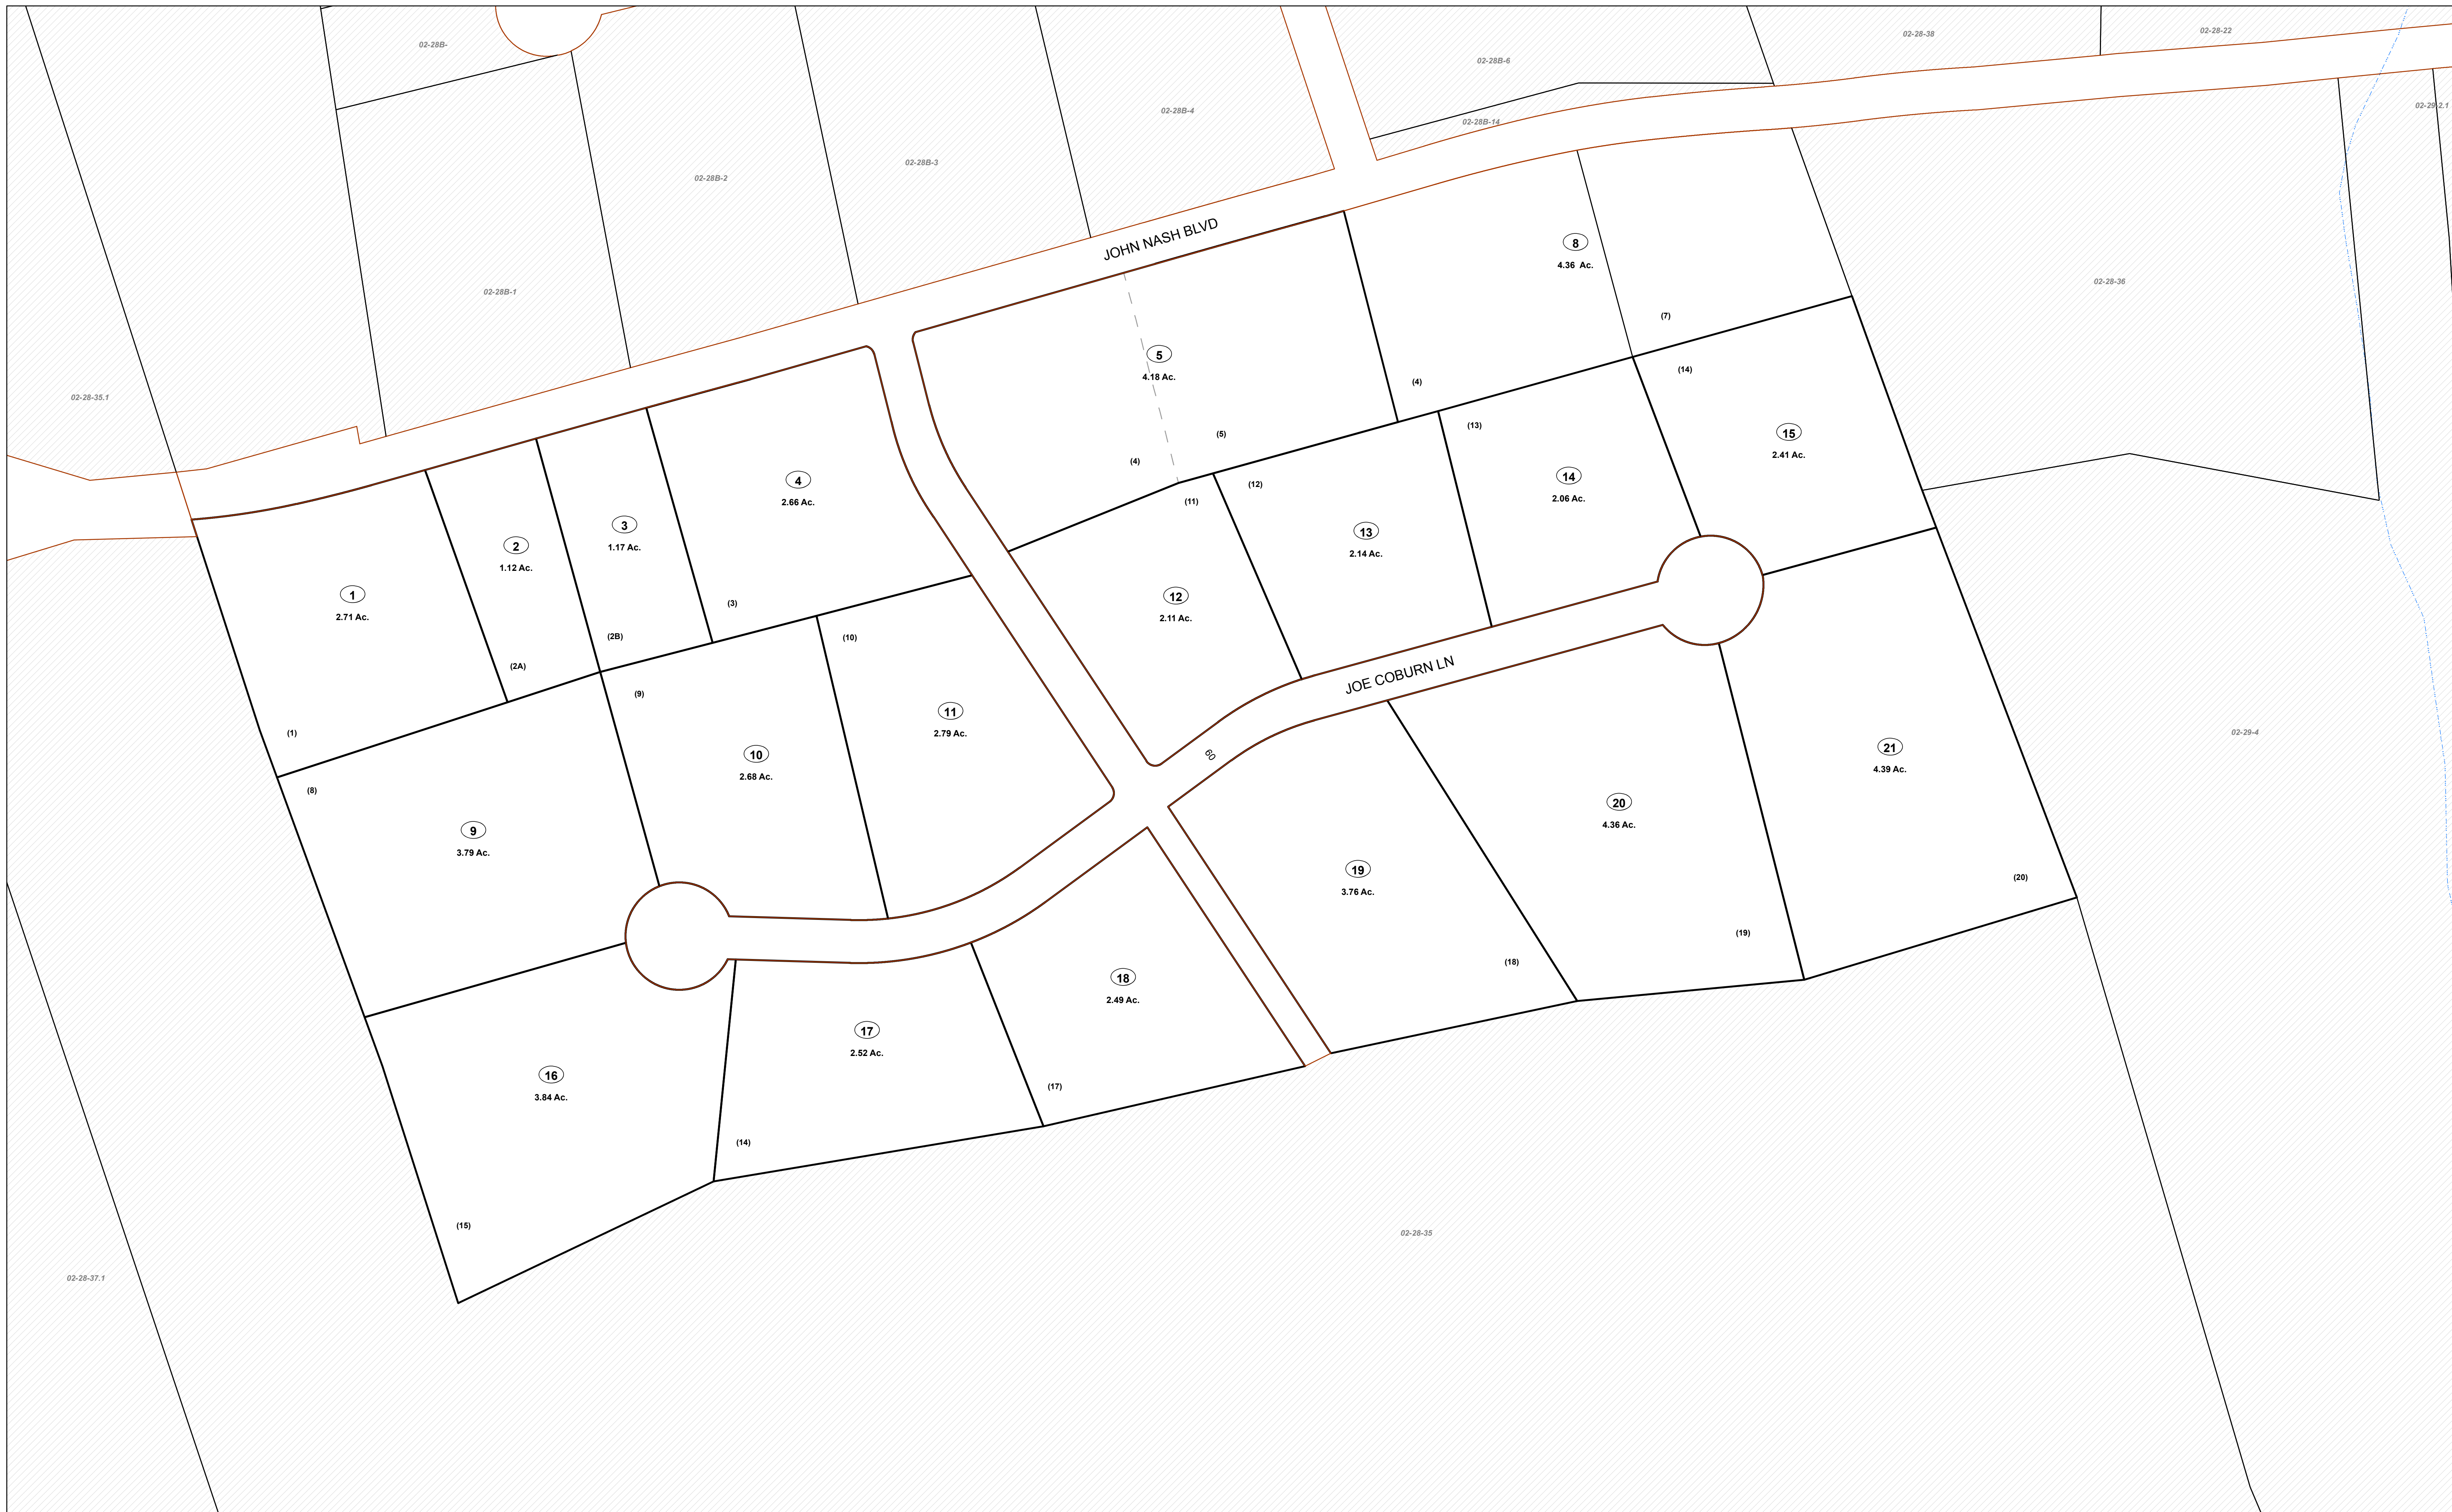 02-28B-
02-28-38
02-28-22
02-28B-6
02-29-2.1
02-28B-4
02-28B-14
02-28B-3
02-28B-2
JOHN NASH BLVD
8
4.36 Ac.
02-28-36
02-28B-1
(7)
5
4.18 Ac.
(14)
(4)
02-28-35.1
(13)
15
2.41 Ac.
(5)
(4)
4
2.66 Ac.
14
2.06 Ac.
(12)
(11)
3
1.17 Ac.
13
2.14 Ac.
2
1.12 Ac.
1
2.71 Ac.
12
2.11 Ac.
(3)
(2B)
(10)
(2A)
JOE COBURN LN
(9)
11
2.79 Ac.
(1)
02-29-4
60
10
2.68 Ac.
21
4.39 Ac.
(8)
20
4.36 Ac.
9
3.79 Ac.
19
3.76 Ac.
(20)
(19)
(18)
18
2.49 Ac.
17
2.52 Ac.
16
3.84 Ac.
(17)
(14)
(15)
02-28-35
02-28-37.1